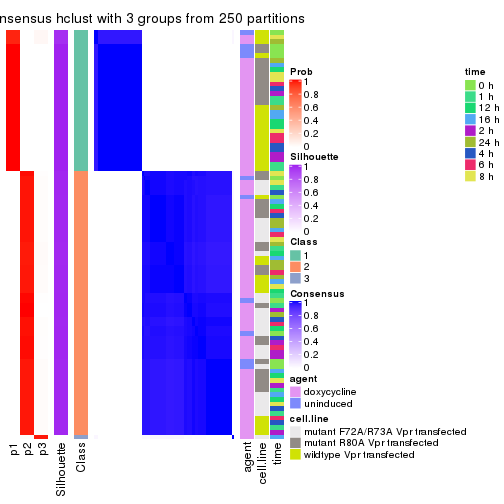 nsensus hclust with 3 groups from 250 partitions
Prob
1
0.8
0.6
0.4
0.2
0
Silhouette
1
0.8
0.6
0.4
0.2
0
Class
1
2
3
Consensus
1
0.8
0.6
0.4
0.2
0
agent
doxycycline
uninduced
cell.line
mutant F72A/R73A Vpr transfected
mutant R80A Vpr transfected
wildtype Vpr transfected
time
0 h
1 h
12 h
16 h
2 h
24 h
4 h
6 h
8 h
p1
p2
p3
Silhouette
Class
agent
cell.line
time